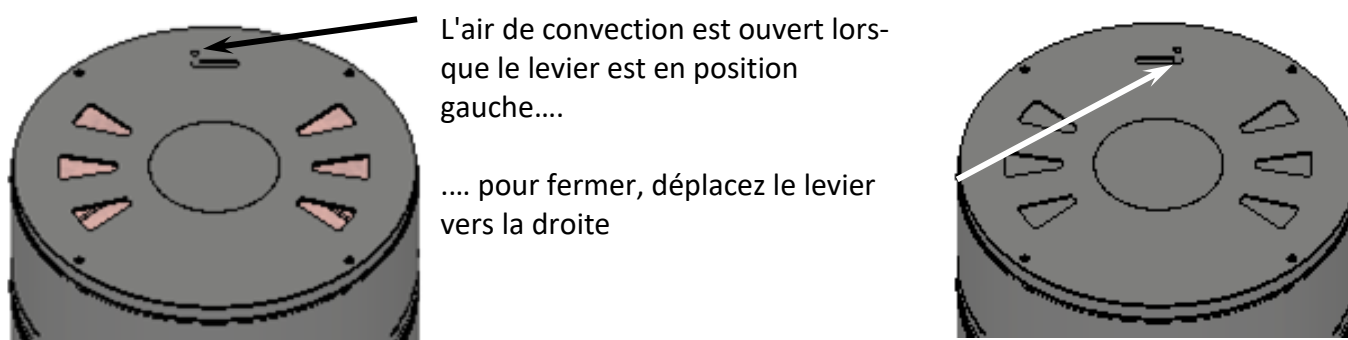 L'air de convection est ouvert lors-
que le levier est en position
gauche….
.… pour fermer, déplacez le levier
vers la droite